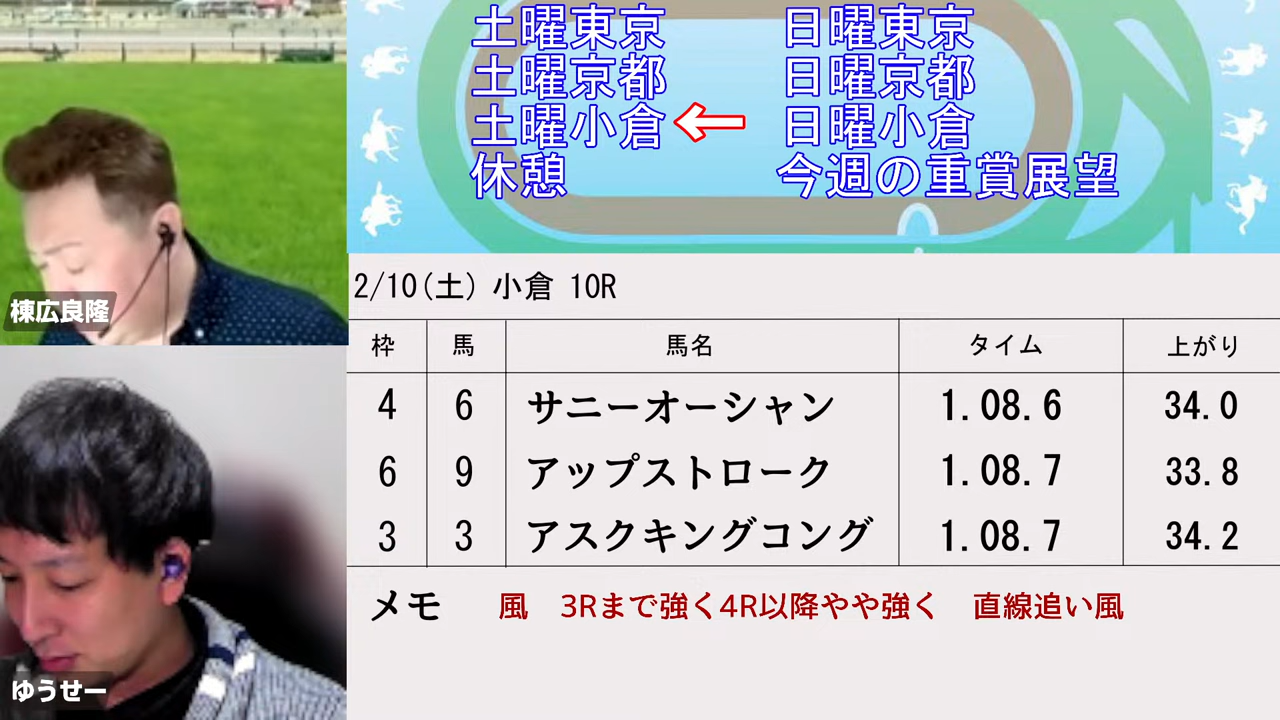 土曜東京 日曜東京
土曜京都 日曜京都
土曜小倉 日曜小倉
休憩 今週の重賞展望
棟広良隆
2/10(土) 小倉 10R
枠 馬 馬名 タイム 上がり
4 6 サニーオーシャン 1.08.6 34.0
6 9 アップストローク 1.08.7 33.8
3 3 アスクキングコング 1.08.7 34.2
メモ 風 3Rまで強く4R以降やや強く 直線追い風
ゆうせー